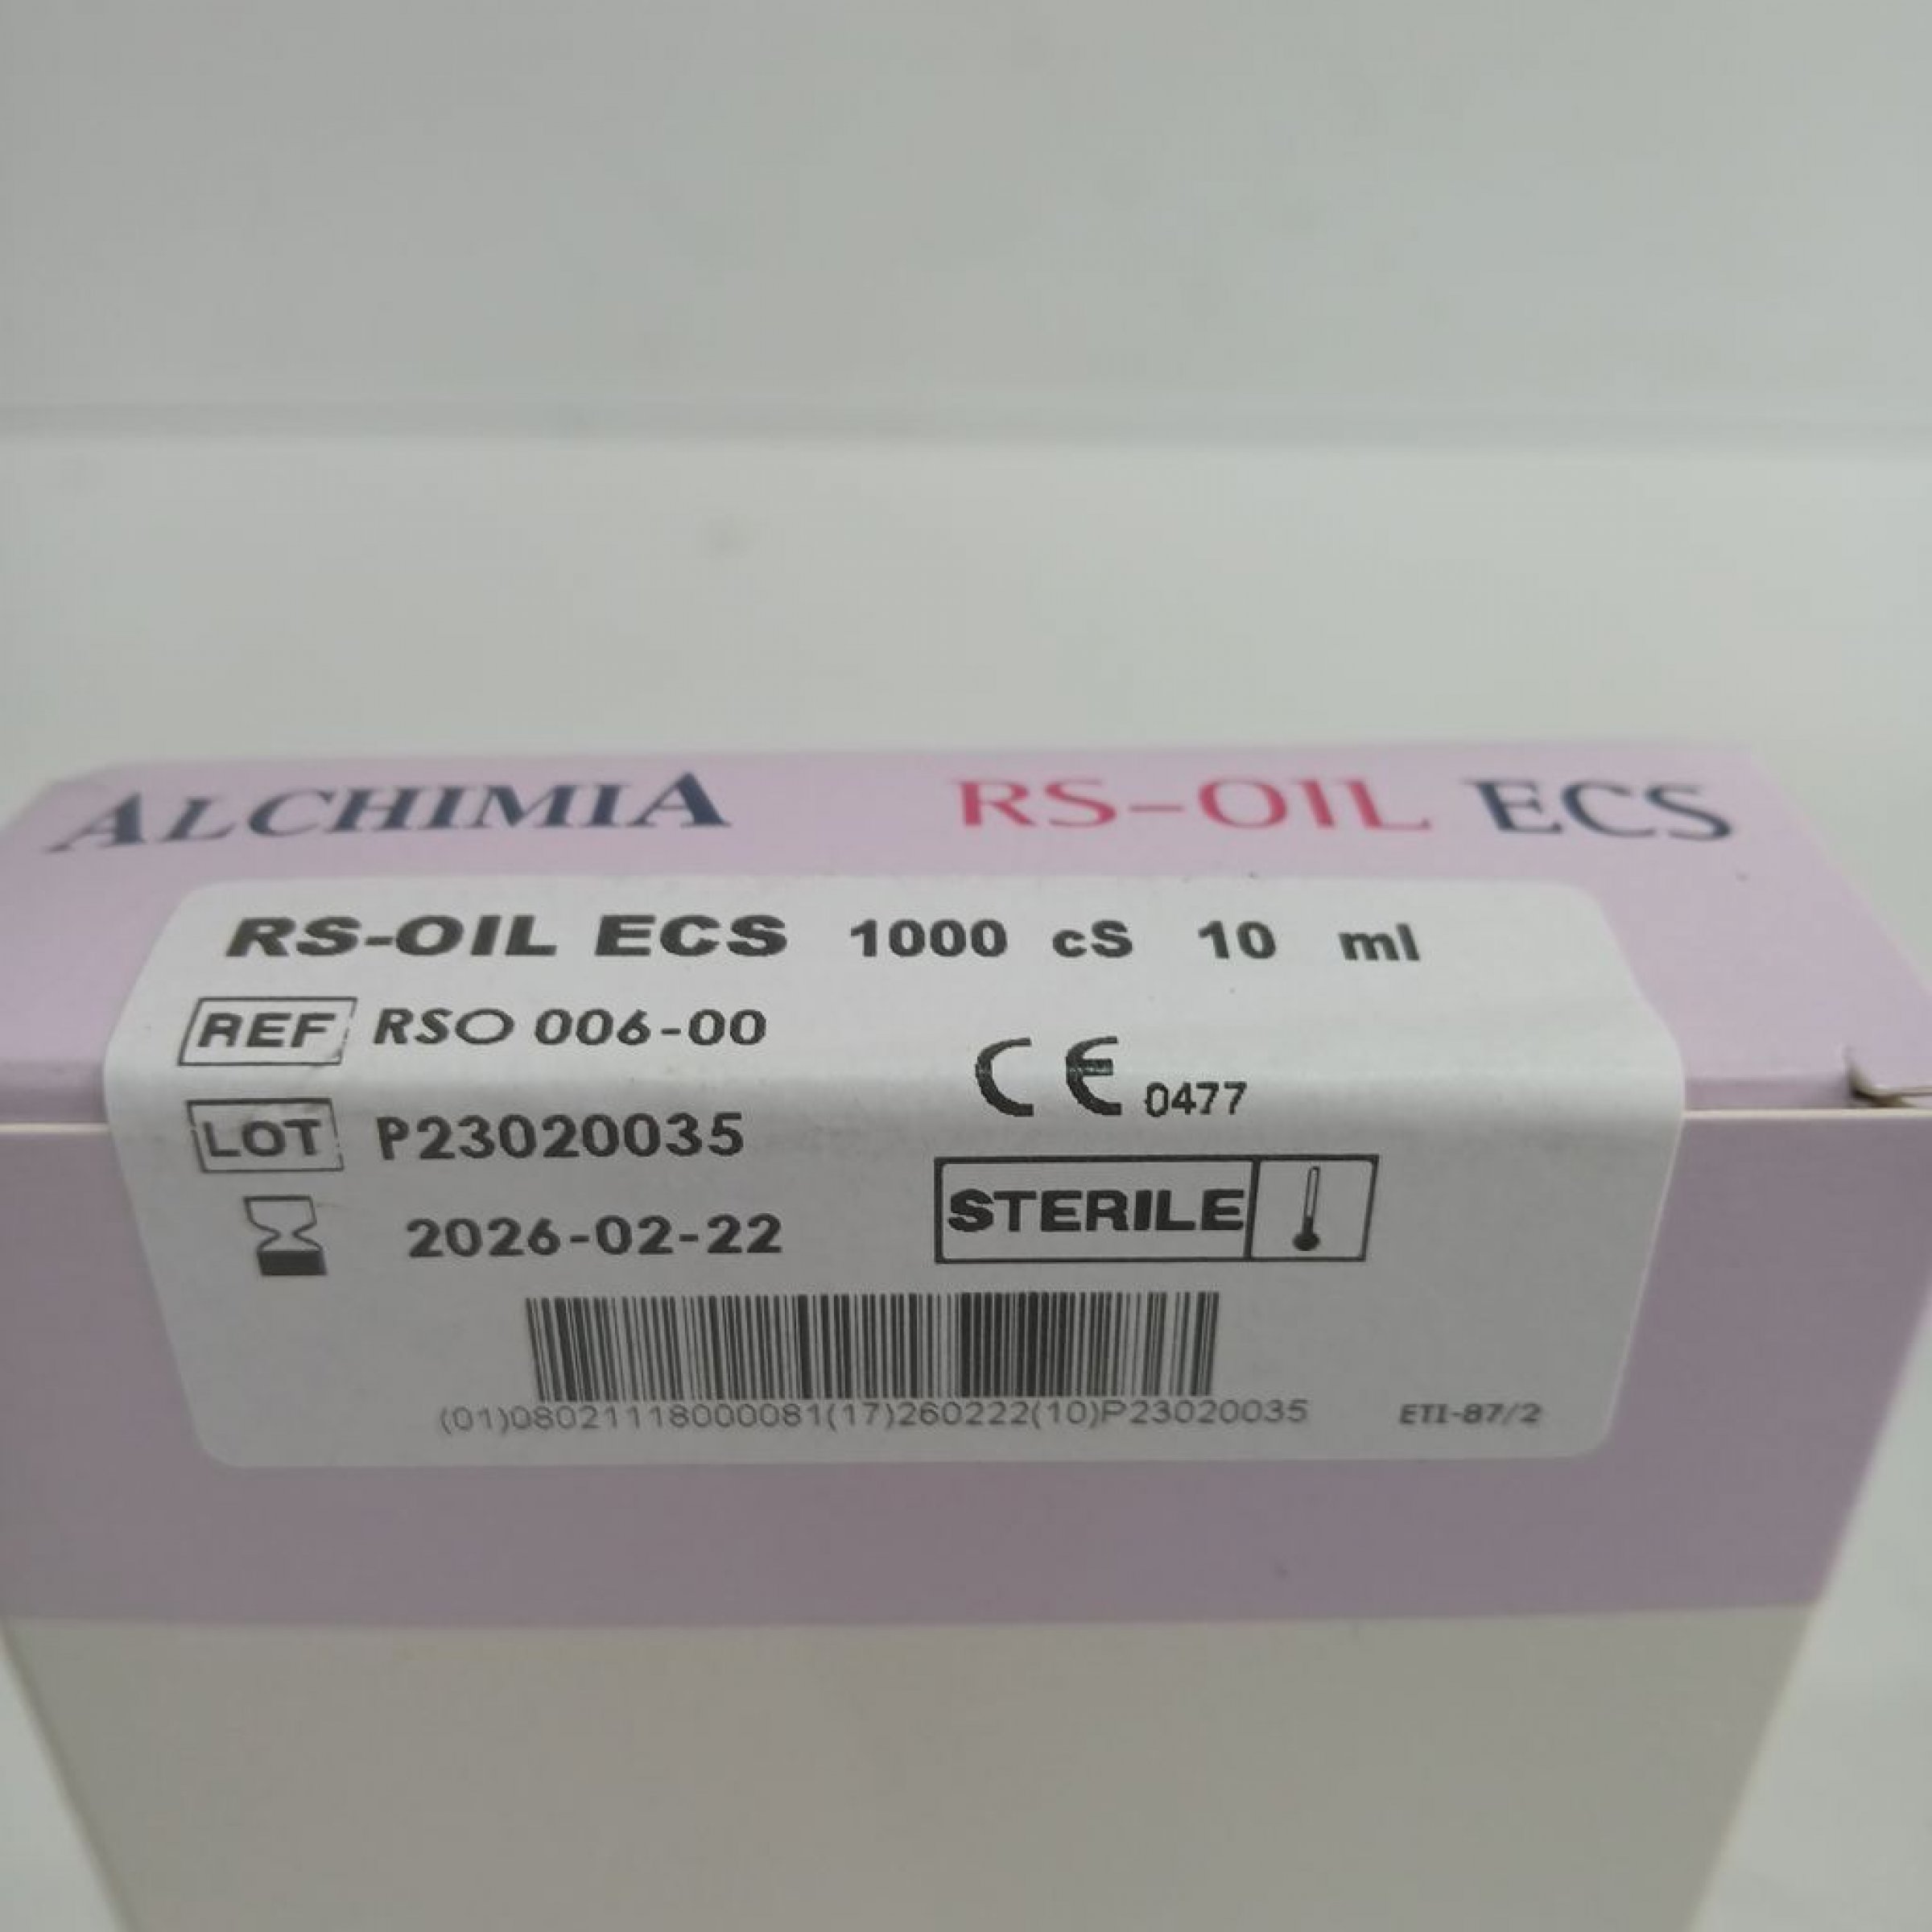 ALCHIMIA RS-OIL ECS
RS-OIL ECS 1000 cS 10 ml
REF RSO 006-00
CE 0477
LOT P23020035
STERILE
2026-02-22
(01)08021118000081(17)260222(10)P23020035
ETI-87/2